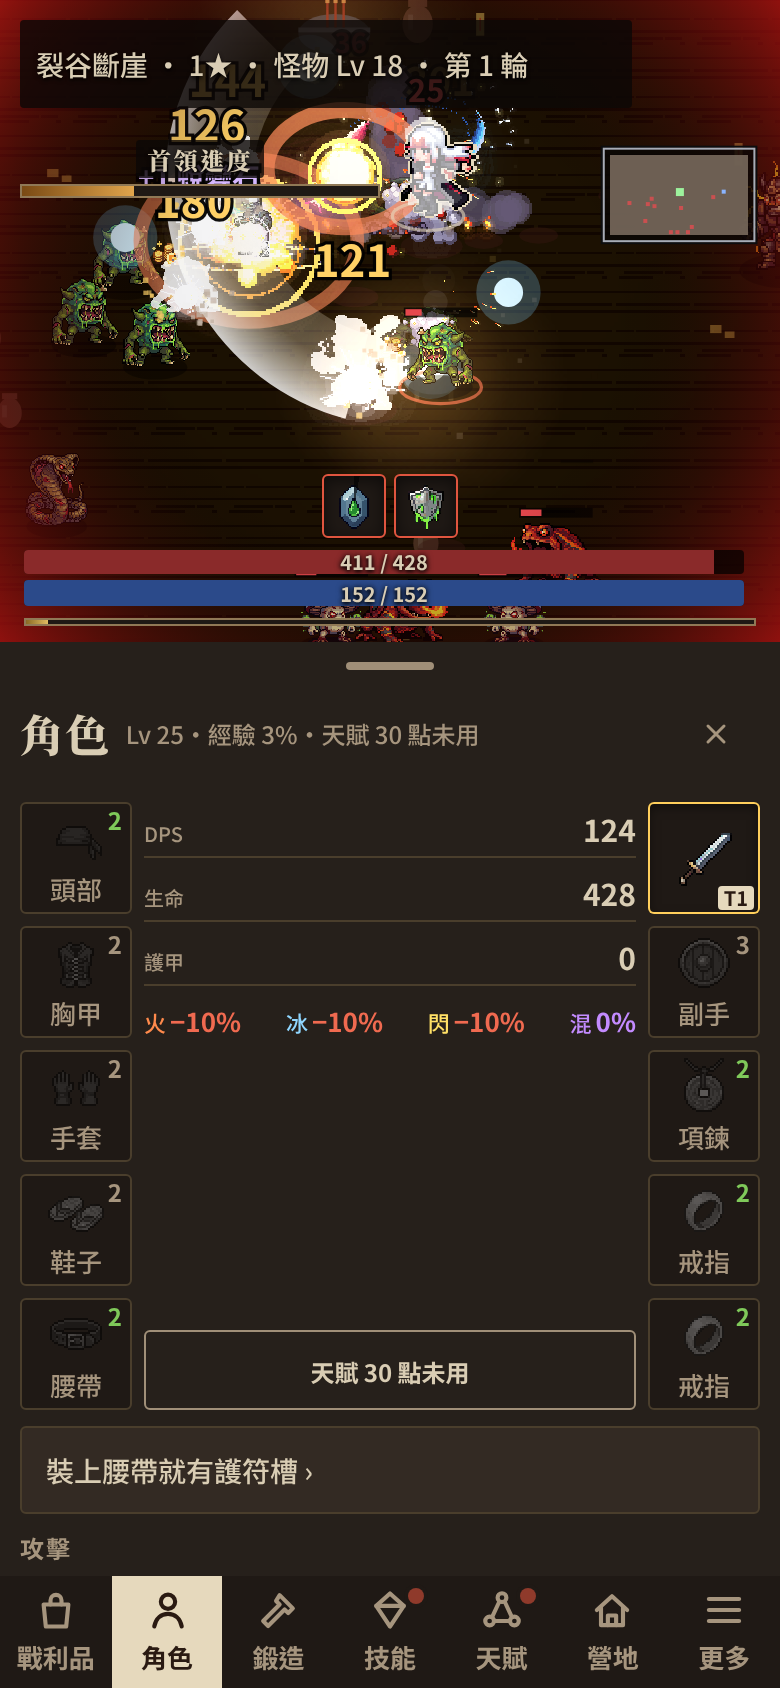 裂谷斷崖 • 1★ • 怪物 Lv 18 • 第 1 輪
36
144
25
126
首領進度
180
121
411 / 428
152 / 152
角色 Lv 25 • 經驗 3% • 天賦 30 點未用
2
頭部
DPS 124
T1
2
胸甲
生命 428
護甲 0
3
副手
火 −10% 冰 −10% 閃 −10% 混 0%
2
手套
2
項鍊
2
鞋子
2
戒指
2
腰帶
天賦 30 點未用
2
戒指
裝上腰帶就有護符槽 ›
攻擊
戰利品 角色 鍛造 技能 天賦 營地 更多